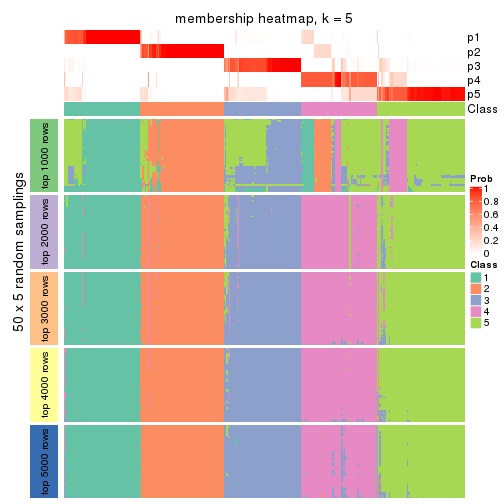 membership heatmap, k = 5
p1
p2
p3
p4
p5
Class
50 x 5 random samplings
top 1000 rows
top 2000 rows
top 3000 rows
top 4000 rows
top 5000 rows
Prob
1
0.8
0.6
0.4
0.2
0
Class
1
2
3
4
5